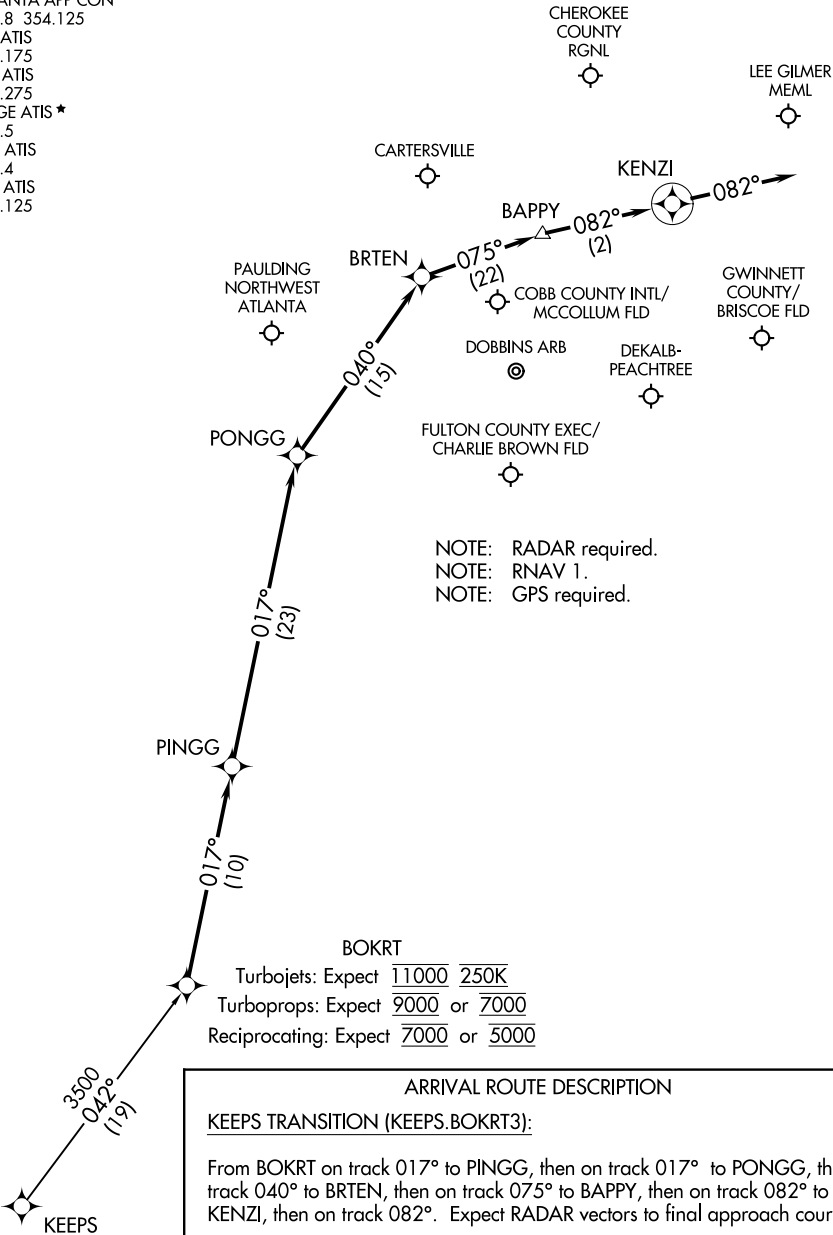 APP CON
.8 354.125
ATIS
.175
ATIS
.275
ATIS ★
.5
ATIS
.4
ATIS
.125
CHEROKEE
COUNTY
RGNL
LEE GILMER
MEML
CARTERSVILLE
KENZI
082°
BAPPY
082°
(2)
BRTEN
075°
(22)
PAULDING
NORTHWEST
ATLANTA
COBB COUNTY INTL/
MCCOLLUM FLD
GWINNETT
COUNTY/
BRISCOE FLD
DOBBINS ARB
DEKALB-
PEACHTREE
040°
(15)
PONGG
FULTON COUNTY EXEC/
CHARLIE BROWN FLD
NOTE: RADAR required.
NOTE: RNAV 1.
NOTE: GPS required.
017°
(23)
PINGG
017°
(10)
BOKRT
Turbojets: Expect 11000 250K
Turboprops: Expect 9000 or 7000
Reciprocating: Expect 7000 or 5000
3500
042°
(19)
KEEPS
ARRIVAL ROUTE DESCRIPTION
KEEPS TRANSITION (KEEPS.BOKRT3):
From BOKRT on track 017° to PINGG, then on track 017° to PONGG,
track 040° to BRTEN, then on track 075° to BAPPY, then on track 082° to
KENZI, then on track 082°. Expect RADAR vectors to final approach